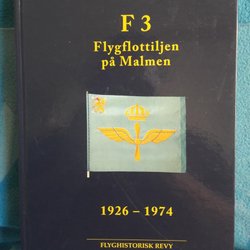 F 3
Flygflottiljen
på Malmen
1926 – 1974
FLYGHISTORISK REVY